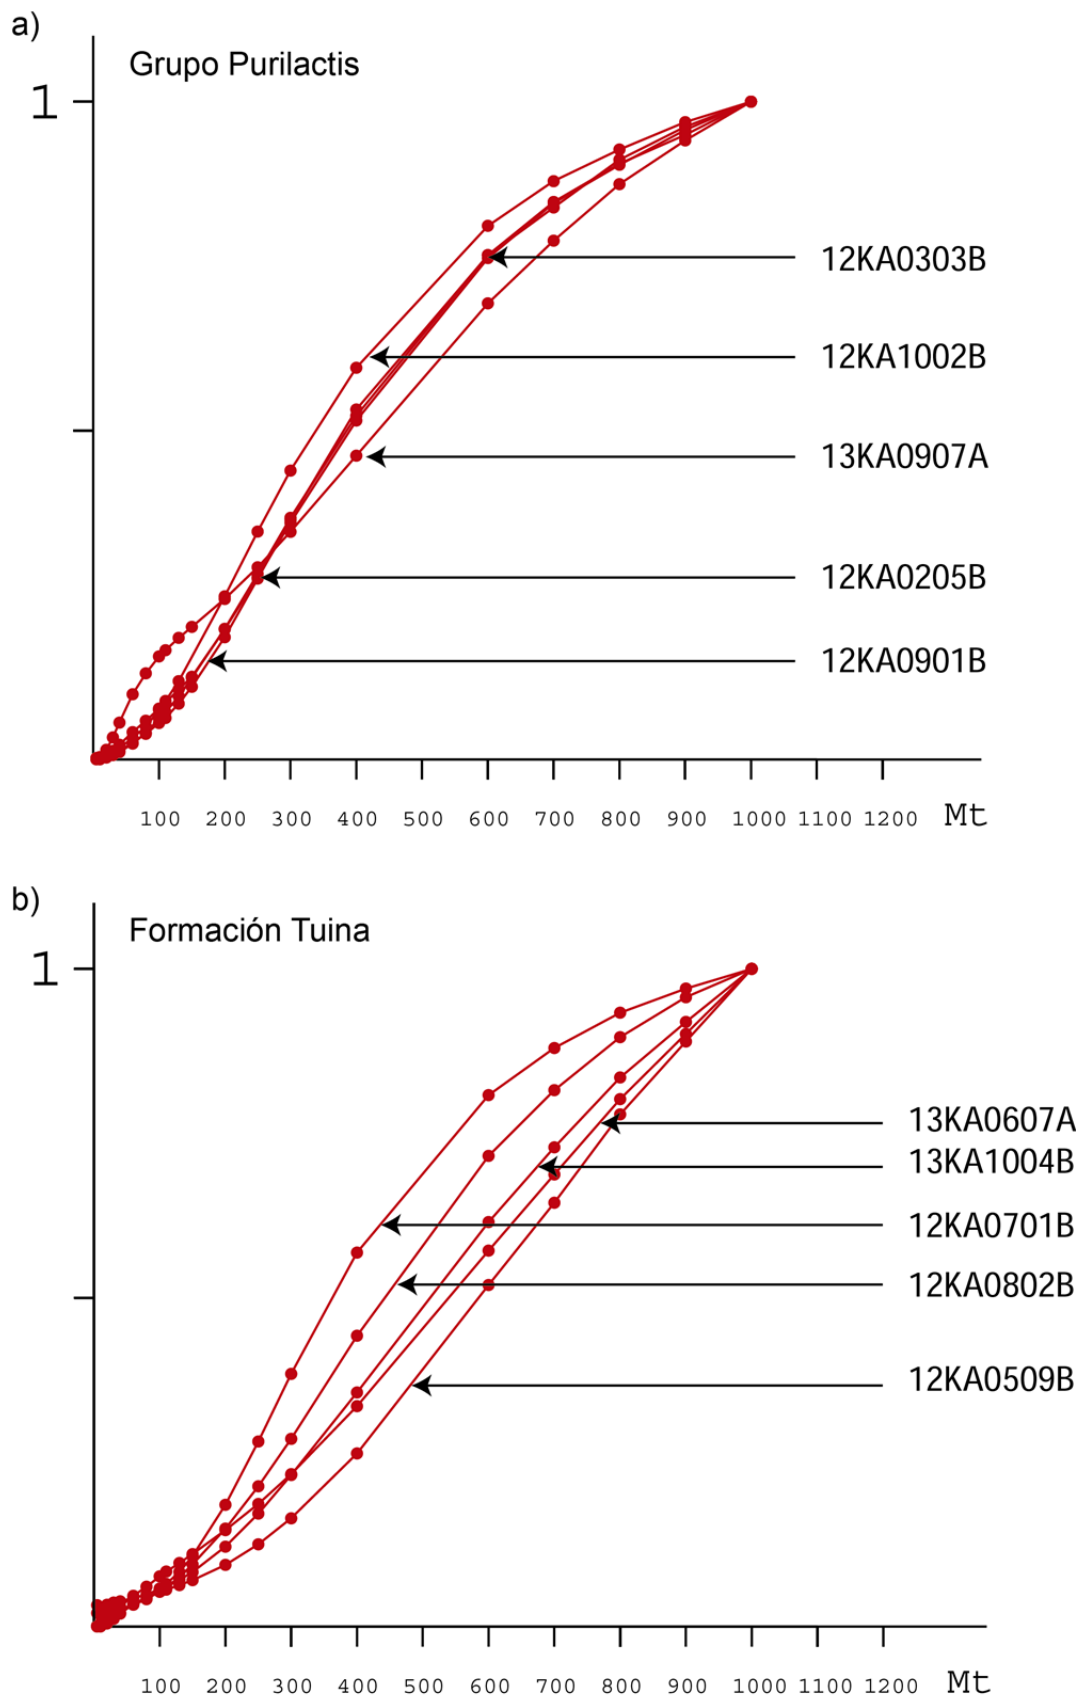 a)
Grupo Purilactis
1
12KA0303B
12KA1002B
13KA0907A
12KA0205B
12KA0901B
100 200 300 400 500 600 700 800 900 1000 1100 1200 Mt
b)
Formación Tuina
1
13KA0607A
13KA1004B
12KA0701B
12KA0802B
12KA0509B
100 200 300 400 500 600 700 800 900 1000 1100 1200 Mt